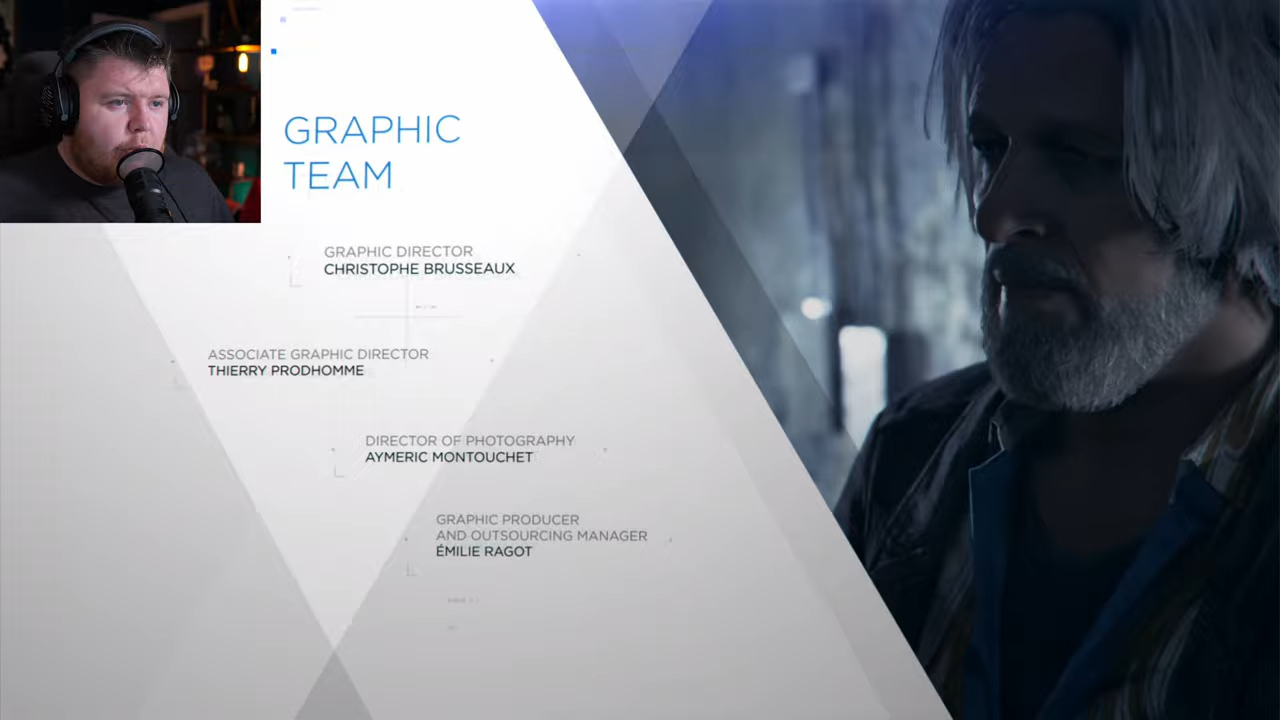 GRAPHIC
TEAM
GRAPHIC DIRECTOR
CHRISTOPHE BRUSSEAUX
ASSOCIATE GRAPHIC DIRECTOR
THIERRY PRODHOMME
DIRECTOR OF PHOTOGRAPHY
AYMERIC MONTOUCHET
GRAPHIC PRODUCER
AND OUTSOURCING MANAGER
ÉMILIE RAGOT